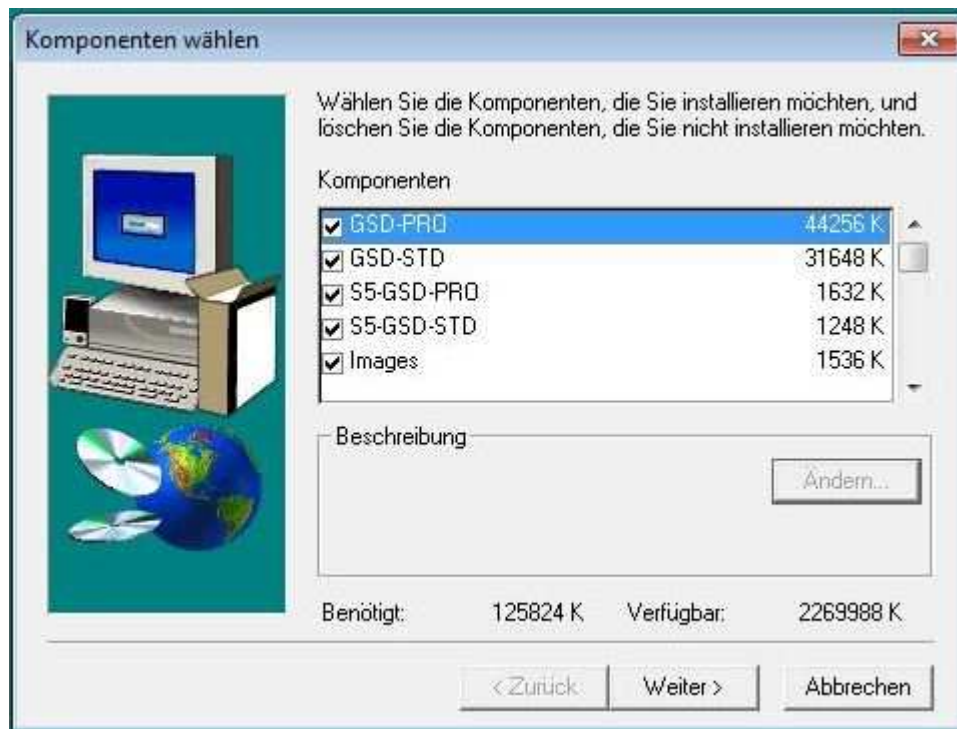 Komponenten wählen
Wählen Sie die Komponenten, die Sie installieren möchten, und
löschen Sie die Komponenten, die Sie nicht installieren möchten.
Komponenten
GSD-PRO 44256 K
GSD-STD 31648 K
S5-GSD-PRO 1632 K
S5-GSD-STD 1248 K
Images 1536 K
Beschreibung
Ändern...
Benötigt: 125824 K Verfügbar: 2269988 K
< Zurück Weiter > Abbrechen